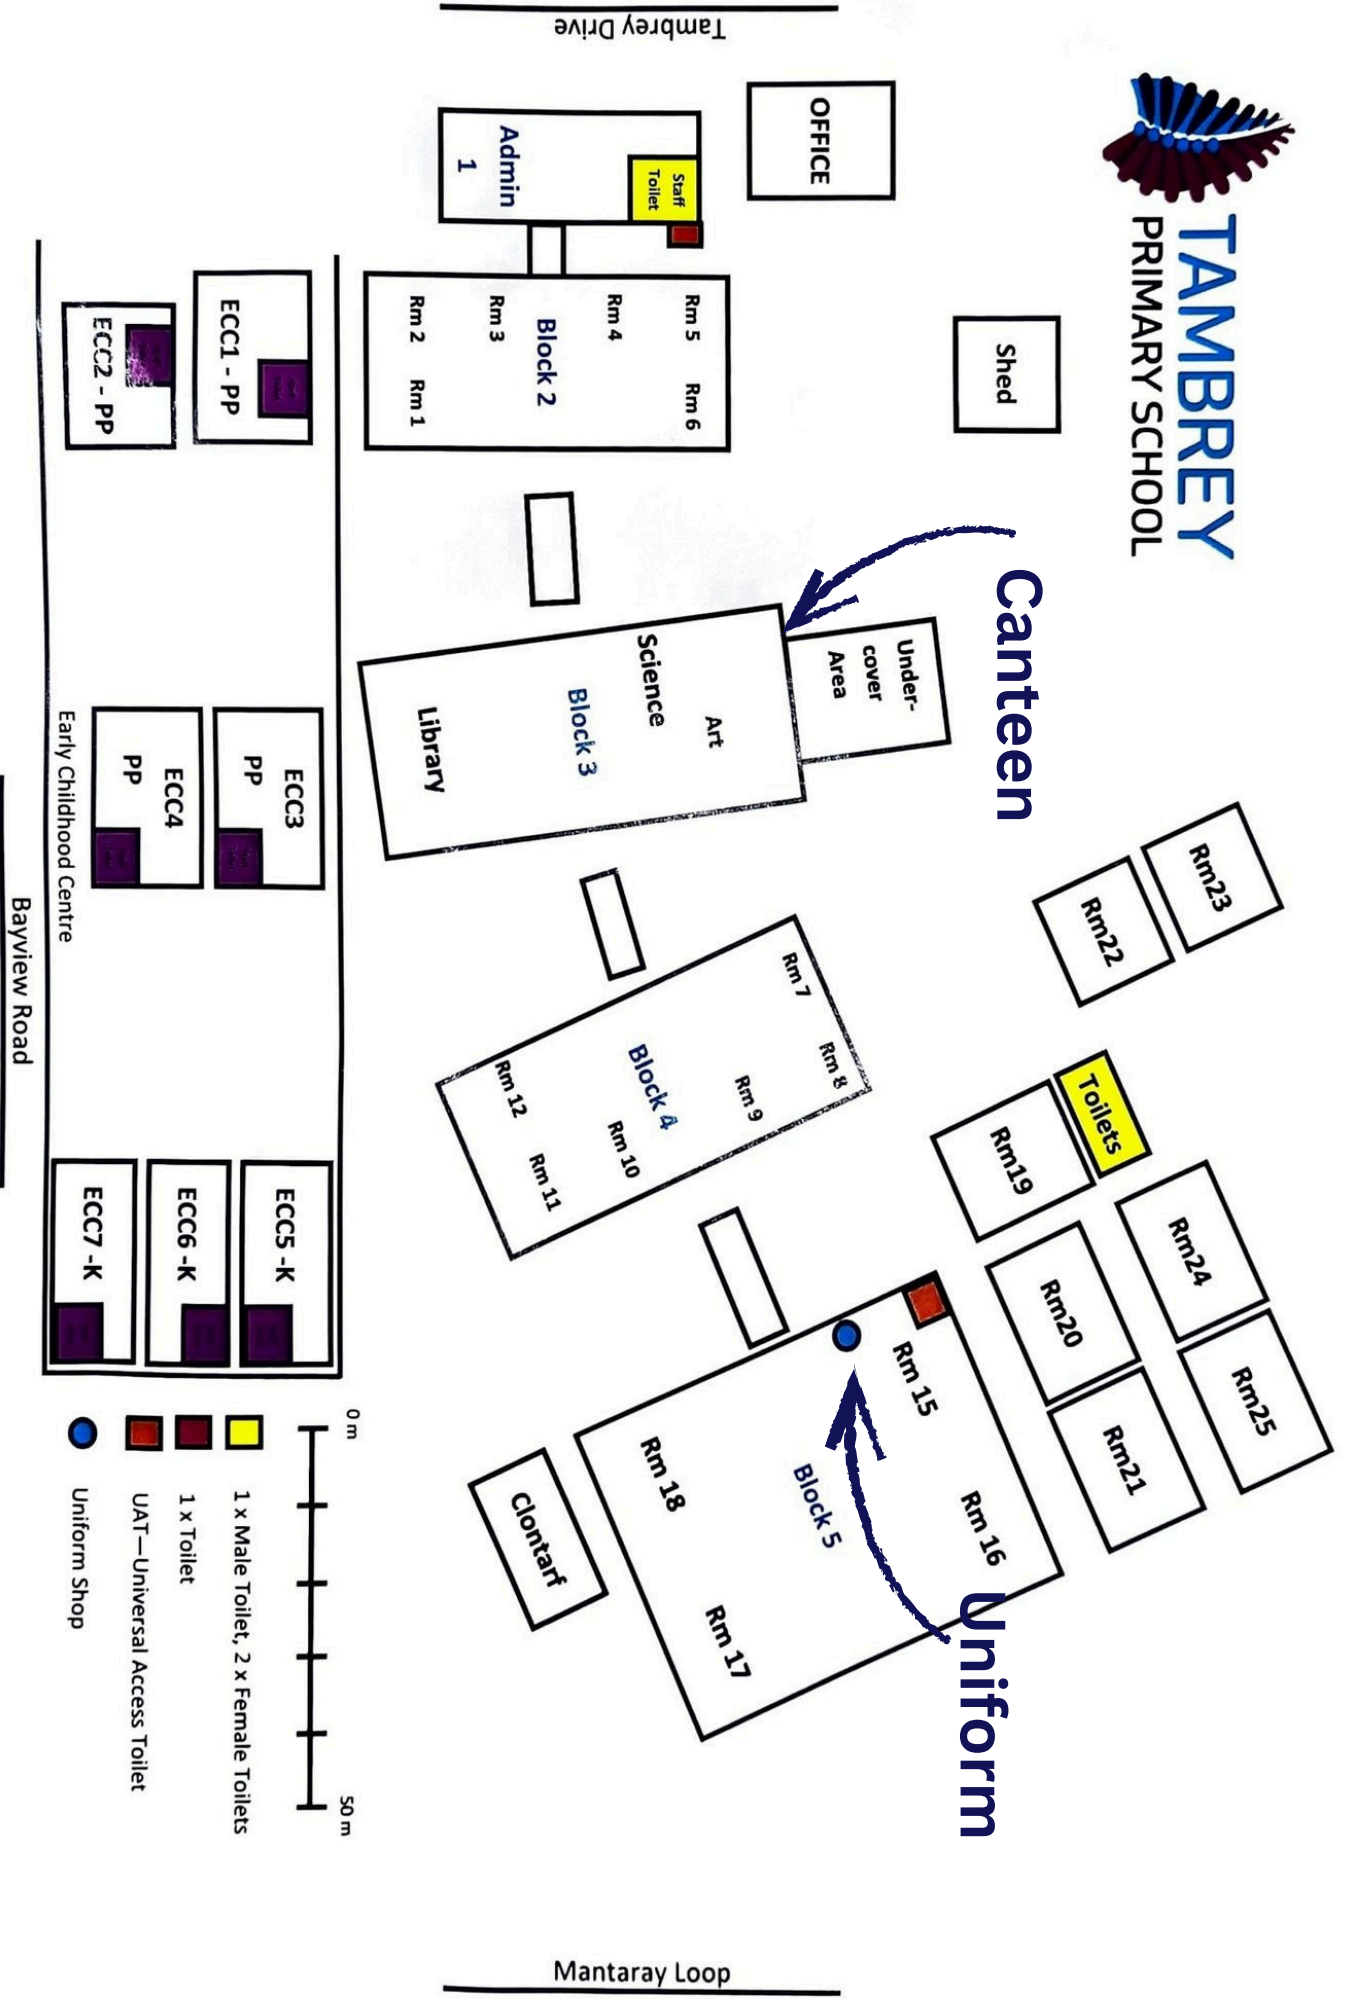 TAMBREY
PRIMARY SCHOOL
Tambrey Drive
OFFICE
Shed
Admin
1
Staff
Toilet
Rm 5
Rm 6
Rm 4
Block 2
Rm 3
Rm 2
Rm 1
Canteen
Under-
cover
Area
Art
Science
Block 3
Library
Rm23
Rm22
Rm 7
Rm 8
Rm 9
Block 4
Rm 10
Rm 12
Rm 11
Toilets
Rm19
Rm24
Rm20
Rm25
Rm21
Rm 15
Rm 16
Block 5
Rm 18
Rm 17
Uniform
Clontarf
ECC1 - PP
ECC2 - PP
ECC3
PP
ECC4
PP
ECC5 -K
ECC6 -K
ECC7 -K
Early Childhood Centre
Bayview Road
0 m
50 m
1 x Male Toilet, 2 x Female Toilets
1 x Toilet
UAT—Universal Access Toilet
Uniform Shop
Mantaray Loop